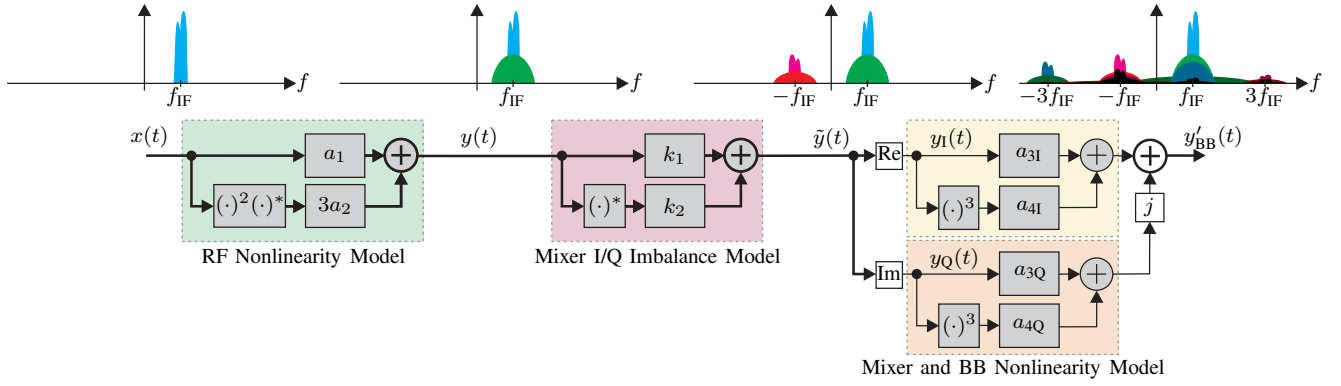 f f f f
f_IF f_IF −f_IF f_IF −3f_IF −f_IF f_IF 3f_IF
x(t) a_1 + y(t) k_1 + ỹ(t) Re y_I(t) a_3I + + y′_BB(t)
(·)^2(·)^* 3a_2 (·)^* k_2 (·)^3 a_4I j
RF Nonlinearity Model Mixer I/Q Imbalance Model
Im y_Q(t) a_3Q +
(·)^3 a_4Q
Mixer and BB Nonlinearity Model